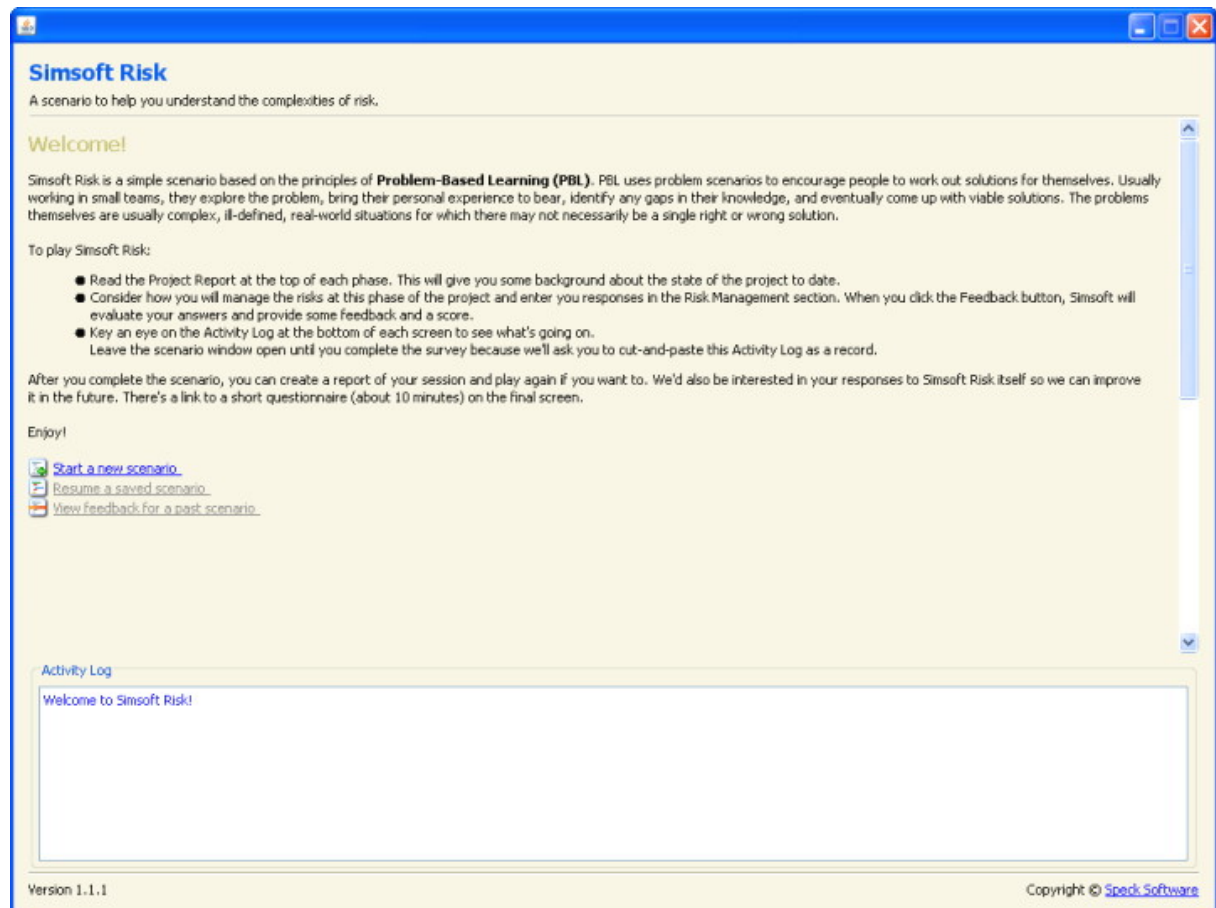 Simsoft Risk
A scenario to help you understand the complexities of risk.
Welcome!
Simsoft Risk is a simple scenario based on the principles of Problem-Based Learning (PBL). PBL uses problem scenarios to encourage people to work out solutions for themselves. Usually
working in small teams, they explore the problem, bring their personal experience to bear, identify any gaps in their knowledge, and eventually come up with viable solutions. The problems
themselves are usually complex, ill-defined, real-world situations for which there may not necessarily be a single right or wrong solution.
To play Simsoft Risk:
● Read the Project Report at the top of each phase. This will give you some background about the state of the project to date.
● Consider how you will manage the risks at this phase of the project and enter you responses in the Risk Management section. When you click the Feedback button, Simsoft will
evaluate your answers and provide some feedback and a score.
● Key an eye on the Activity Log at the bottom of each screen to see what's going on.
Leave the scenario window open until you complete the survey because we'll ask you to cut-and-paste this Activity Log as a record.
After you complete the scenario, you can create a report of your session and play again if you want to. We'd also be interested in your responses to Simsoft Risk itself so we can improve
it in the future. There's a link to a short questionnaire (about 10 minutes) on the final screen.
Enjoy!
Start a new scenario
Resume a saved scenario
View feedback for a past scenario
Activity Log
Welcome to Simsoft Risk!
Version 1.1.1
Copyright © Speck Software